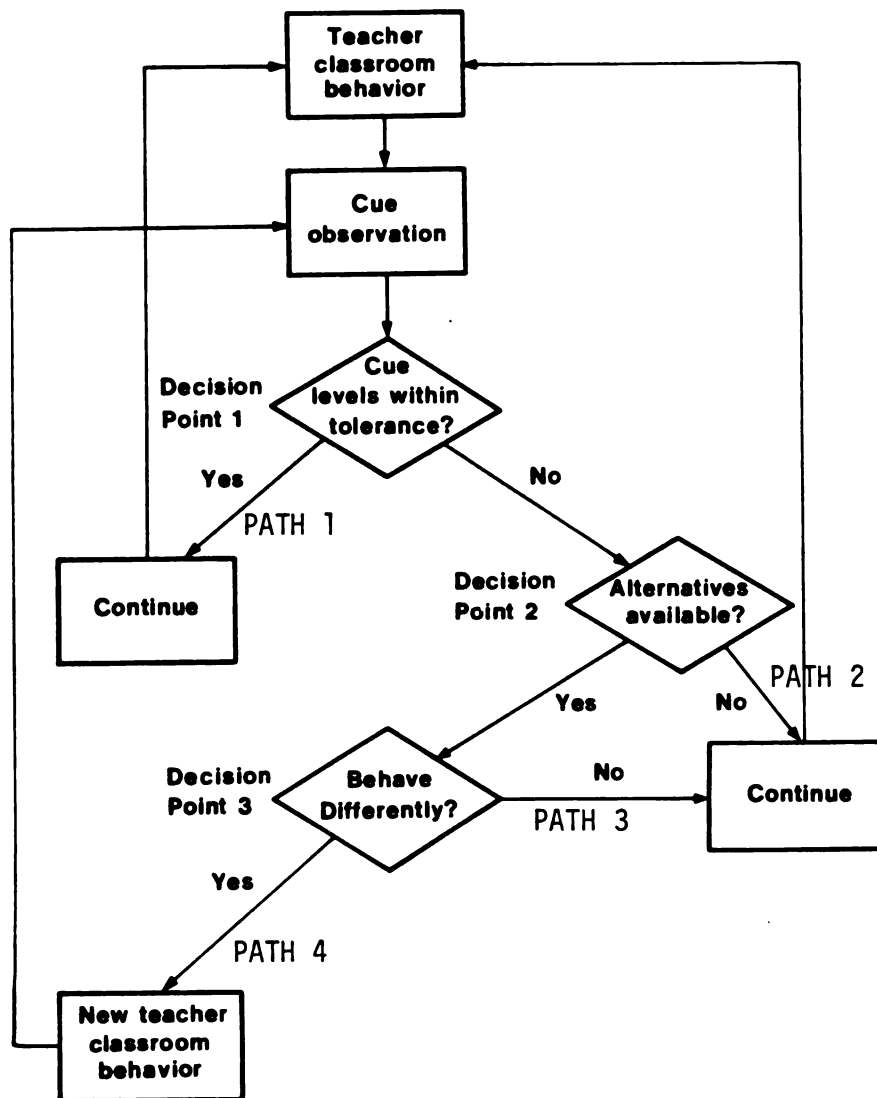 Teacher
classroom
behavior
Cue
observation
Decision
Point 1
Cue
levels within
tolerance?
Yes
No
PATH 1
Continue
Decision
Point 2
Alternatives
available?
PATH 2
Yes
No
Decision
Point 3
Behave
Differently?
No
PATH 3
Continue
Yes
PATH 4
New teacher
classroom
behavior